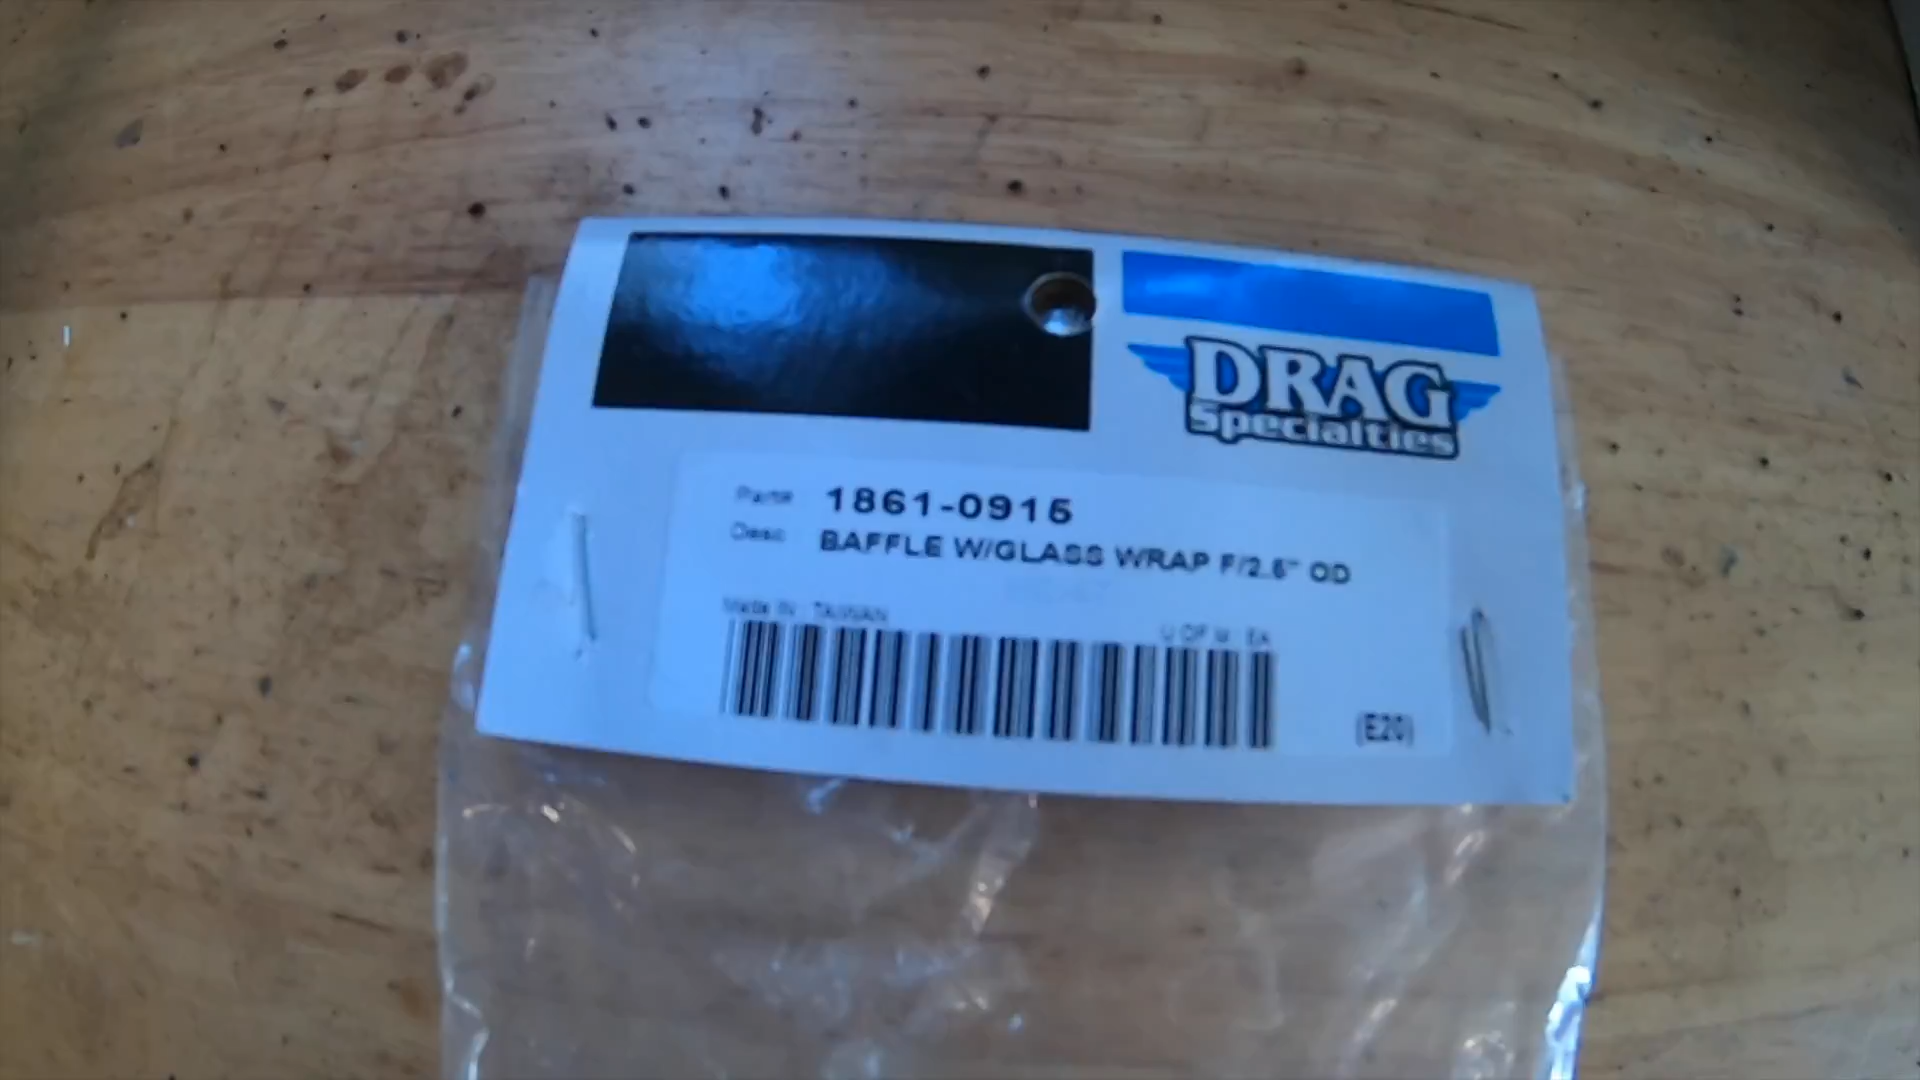 DRAG
Specialties
Part# 1861-0915
Desc BAFFLE W/GLASS WRAP F/2.5" OD
Made IN : TAIWAN
U OF M : EA
(E20)